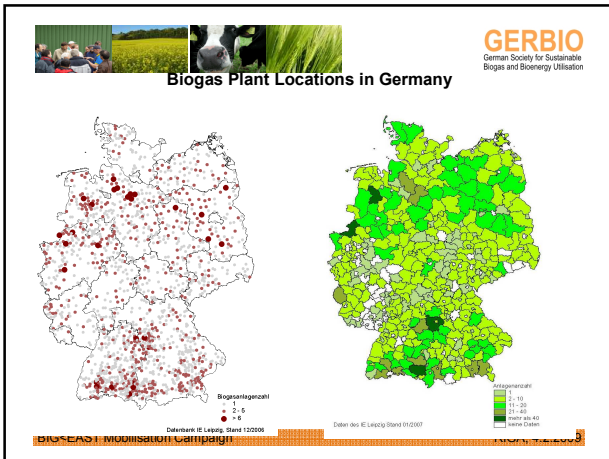 GERBIO
German Society for Sustainable
Biogas and Bioenergy Utilisation
Biogas Plant Locations in Germany
Biogasanlagenzahl
1
2 - 5
> 6
Datenbank IE Leipzig, Stand 12/2006
Anlagenanzahl
1
2 - 10
11 - 20
21 - 40
mehr als 40
keine Daten
Daten des IE Leipzig Stand 01/2007
BIG<EAST Mobilisation Campaign
RIGA, 4.2.2009